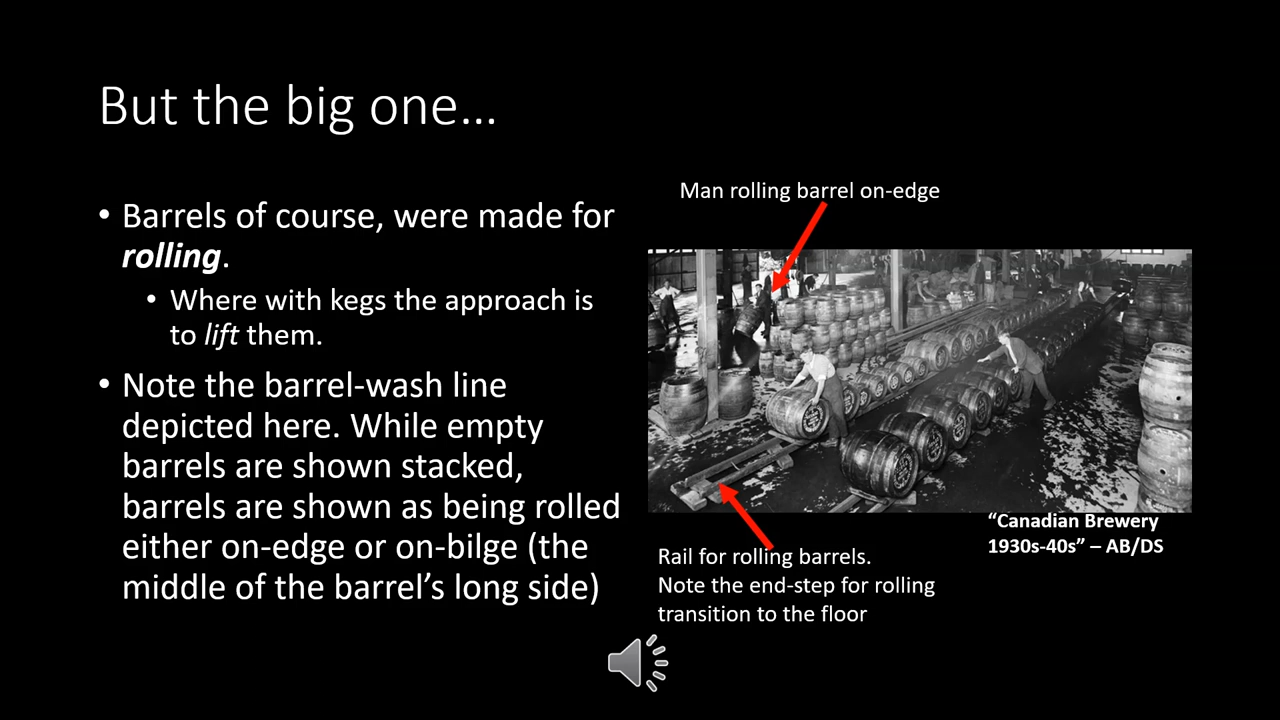 But the big one…
• Barrels of course, were made for
rolling.
• Where with kegs the approach is
to lift them.
• Note the barrel-wash line
depicted here. While empty
barrels are shown stacked,
barrels are shown as being rolled
either on-edge or on-bilge (the
middle of the barrel’s long side)
Man rolling barrel on-edge
“Canadian Brewery
1930s-40s” – AB/DS
Rail for rolling barrels.
Note the end-step for rolling
transition to the floor